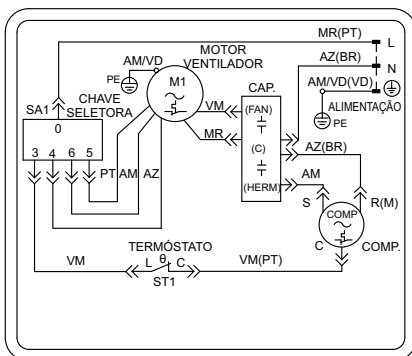 MR(PT)
L
MOTOR
VENTILADOR
AM/VD
AZ(BR)
N
PE
M1
CAP.
AM/VD(VD)
SA1
CHAVE
SELETORA
VM
(FAN)
ALIMENTAÇÃO
0
PE
MR
(C)
AZ(BR)
3 4 6 5
PT AM AZ
AM
(HERM)
S
R(M)
COMP
C
COMP.
TERMÓSTATO
VM
L θ C
VM(PT)
ST1